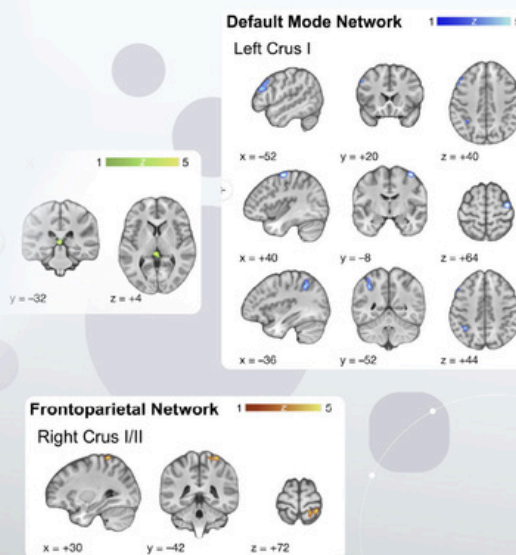 Default Mode Network 1 Z 5
Left Crus I
x = −52 y = +20 z = +40
x = +40 y = −8 z = +64
x = −36 y = −52 z = +44
1 Z 5
y = −32 z = +4
Frontoparietal Network 1 Z 5
Right Crus I/II
x = +30 y = −42 z = +72